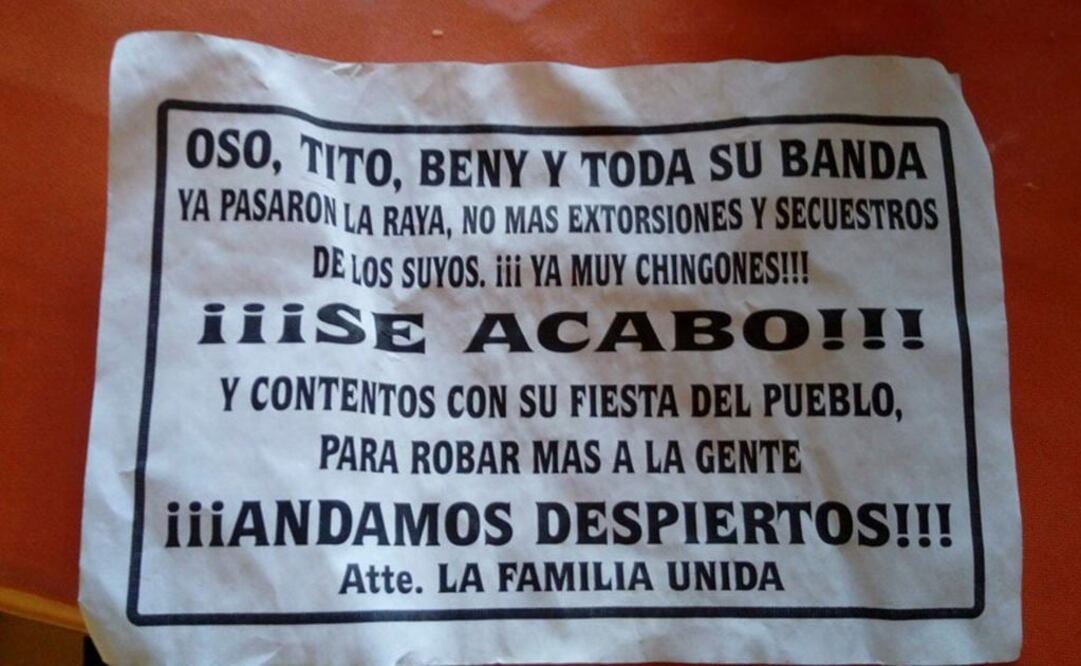 OSO, TITO, BENY Y TODA SU BANDA
YA PASARON LA RAYA, NO MAS EXTORSIONES Y SECUESTROS
DE LOS SUYOS. ¡¡¡ YA MUY CHINGONES!!!
¡¡¡SE ACABO!!!
Y CONTENTOS CON SU FIESTA DEL PUEBLO,
PARA ROBAR MAS A LA GENTE
¡¡¡ANDAMOS DESPIERTOS!!!
Atte. LA FAMILIA UNIDA